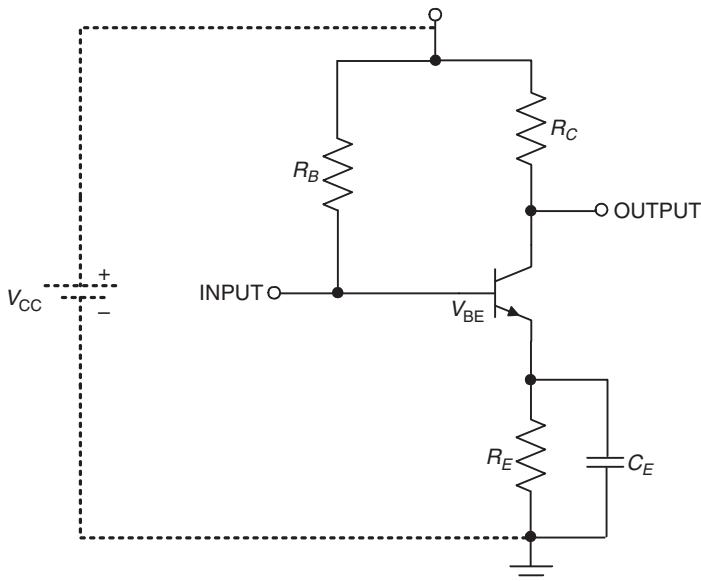 R_C
R_B
OUTPUT
+
INPUT
V_CC
V_BE
–
R_E
C_E